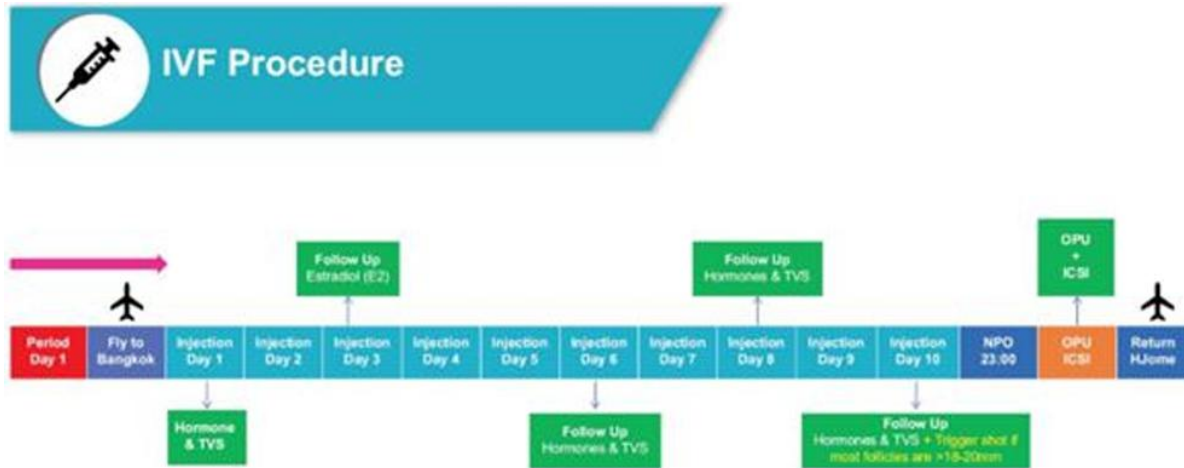 IVF Procedure
OPU
+
ICSI
Follow Up
Estradiol (E2)
Follow Up
Hormones & TVS
Period
Day 1
Fly to
Bangkok
Injection
Day 1
Injection
Day 2
Injection
Day 3
Injection
Day 4
Injection
Day 5
Injection
Day 6
Injection
Day 7
Injection
Day 8
Injection
Day 9
Injection
Day 10
NPO
23:00
OPU
ICSI
Return
HJome
Hormone
& TVS
Follow Up
Hormones & TVS
Follow Up
Hormones & TVS + Trigger shot if
most follicles are >18-20mm